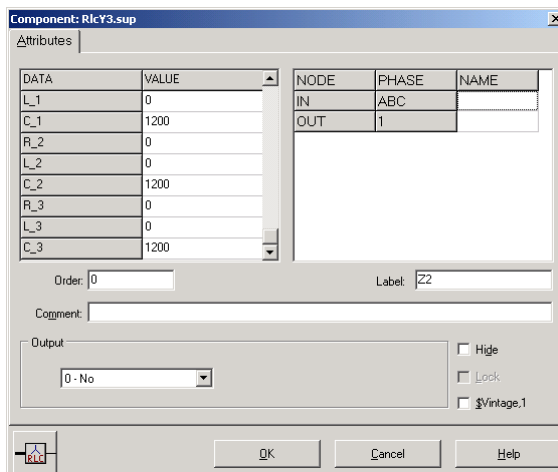 Component: RlcY3.sup
Attributes
DATA VALUE
L_1 0
C_1 1200
R_2 0
L_2 0
C_2 1200
R_3 0
L_3 0
C_3 1200
NODE PHASE NAME
IN ABC
OUT 1
Order: 0
Label: Z2
Comment:
Output
0 - No
Hide
Lock
$Vintage,1
RLC
OK
Cancel
Help